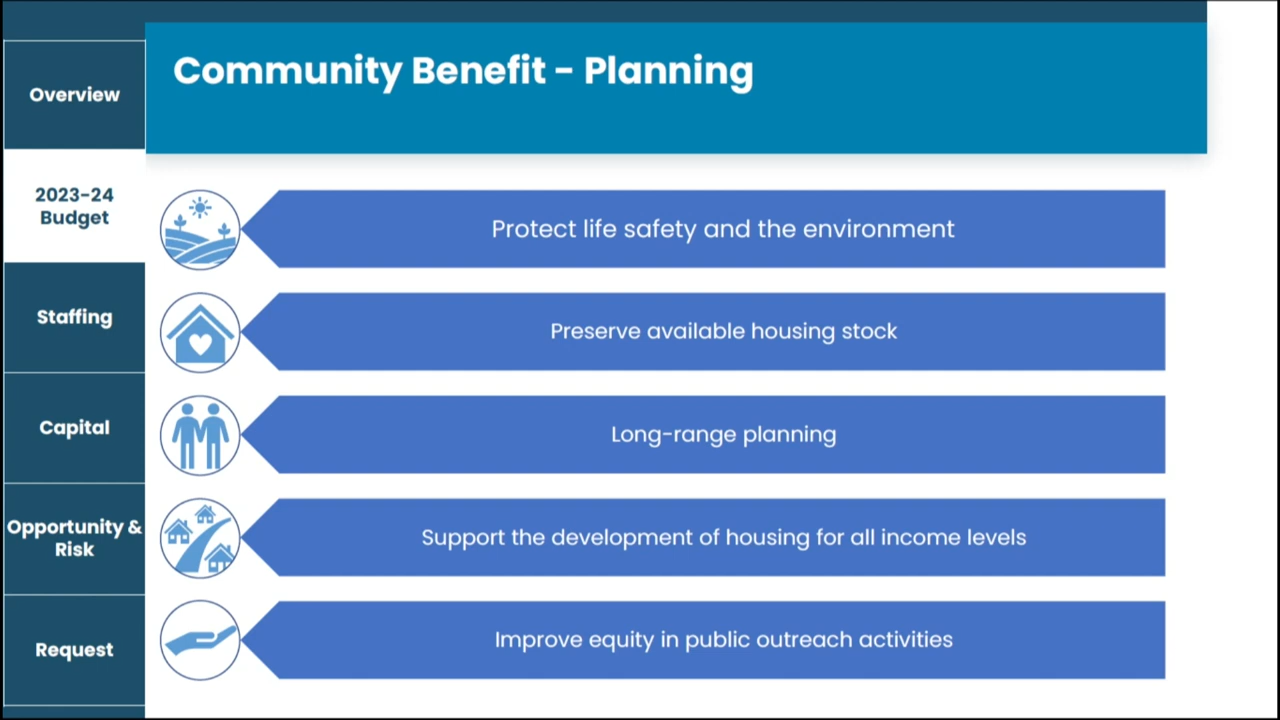 Community Benefit - Planning
Overview
2023-24
Budget
Staffing
Capital
Opportunity &
Risk
Request
Protect life safety and the environment
Preserve available housing stock
Long-range planning
Support the development of housing for all income levels
Improve equity in public outreach activities